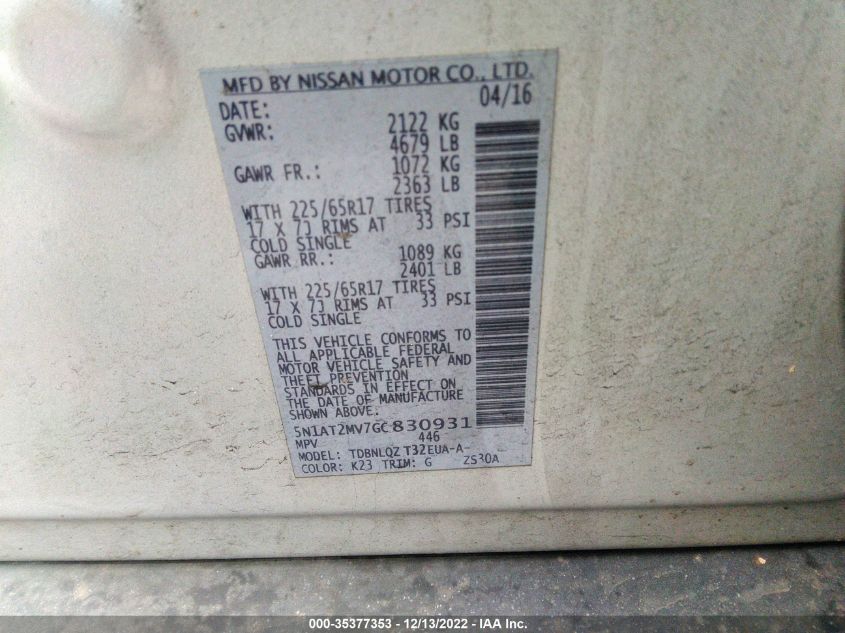 MFD BY NISSAN MOTOR CO., LTD.
DATE: 04/16
GVWR: 2122 KG
4679 LB
GAWR FR.: 1072 KG
2363 LB
WITH 225/65R17 TIRES
17 X 7J RIMS AT 33 PSI
COLD SINGLE
GAWR RR.: 1089 KG
2401 LB
WITH 225/65R17 TIRES
17 X 7J RIMS AT 33 PSI
COLD SINGLE
THIS VEHICLE CONFORMS TO
ALL APPLICABLE FEDERAL
MOTOR VEHICLE SAFETY AND
THEFT PREVENTION
STANDARDS IN EFFECT ON
THE DATE OF MANUFACTURE
SHOWN ABOVE.
5N1AT2MV7GC830931
MPV 446
MODEL: TDBNLQZ T32EUA-A-
COLOR: K23 TRIM: G ZS30A
000-35377353 - 12/13/2022 - © IAA Inc.